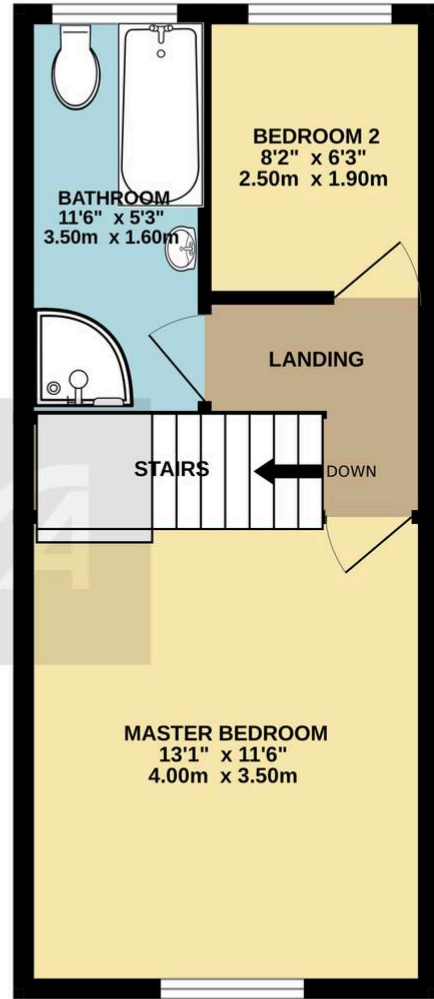 BEDROOM 2
8'2" x 6'3"
2.50m x 1.90m
BATHROOM
11'6" x 5'3"
3.50m x 1.60m
LANDING
STAIRS
DOWN
MASTER BEDROOM
13'1" x 11'6"
4.00m x 3.50m